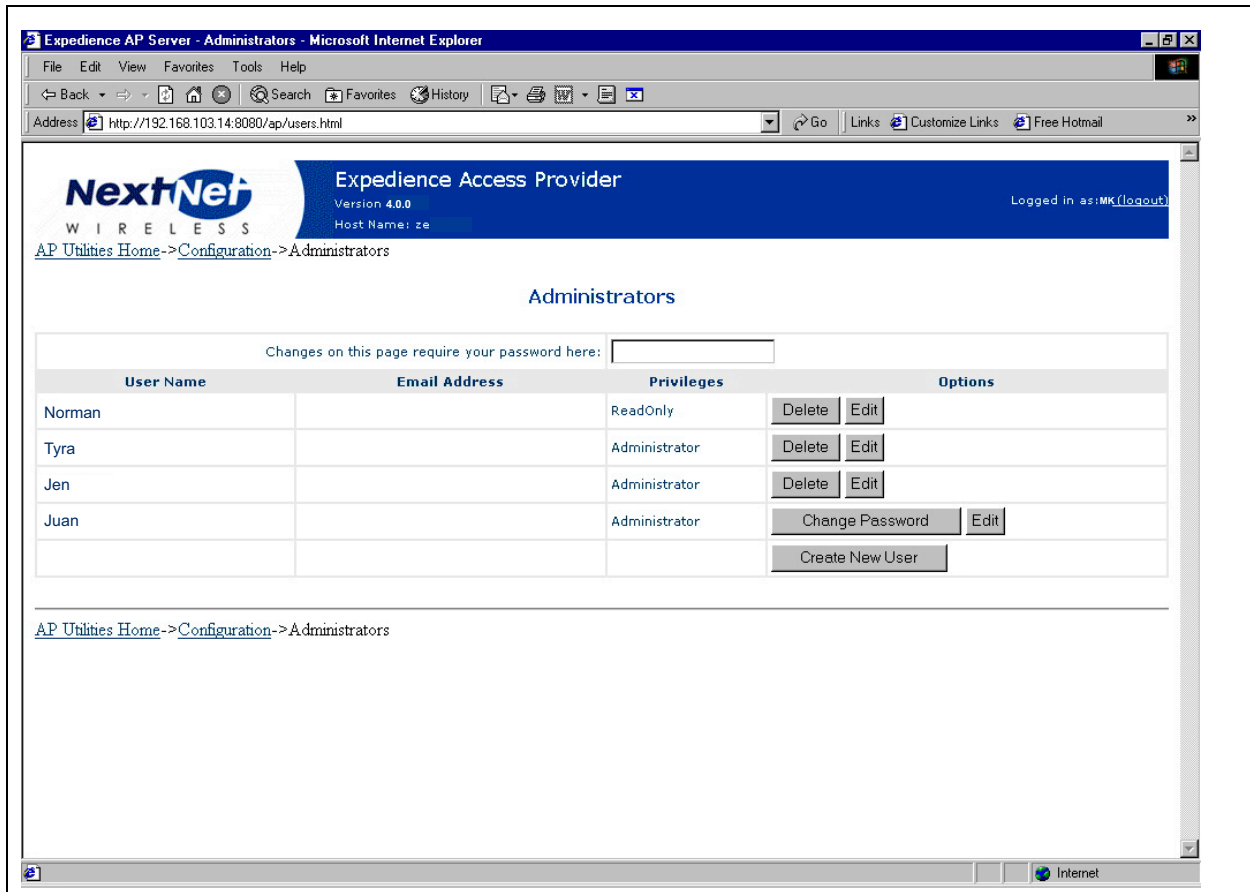 Expedience AP Server - Administrators - Microsoft Internet Explorer
File Edit View Favorites Tools Help
Back Search Favorites History
Address http://192.168.103.14:8080/ap/users.html Go Links Customize Links Free Hotmail »
NextNet
WIRELESS
Expedience Access Provider
Version 4.0.0
Host Name: ze
Logged in as:MK(logout)
AP Utilities Home->Configuration->Administrators
Administrators
Changes on this page require your password here:
User Name Email Address Privileges Options
Norman ReadOnly Delete Edit
Tyra Administrator Delete Edit
Jen Administrator Delete Edit
Juan Administrator Change Password Edit
Create New User
AP Utilities Home->Configuration->Administrators
Internet